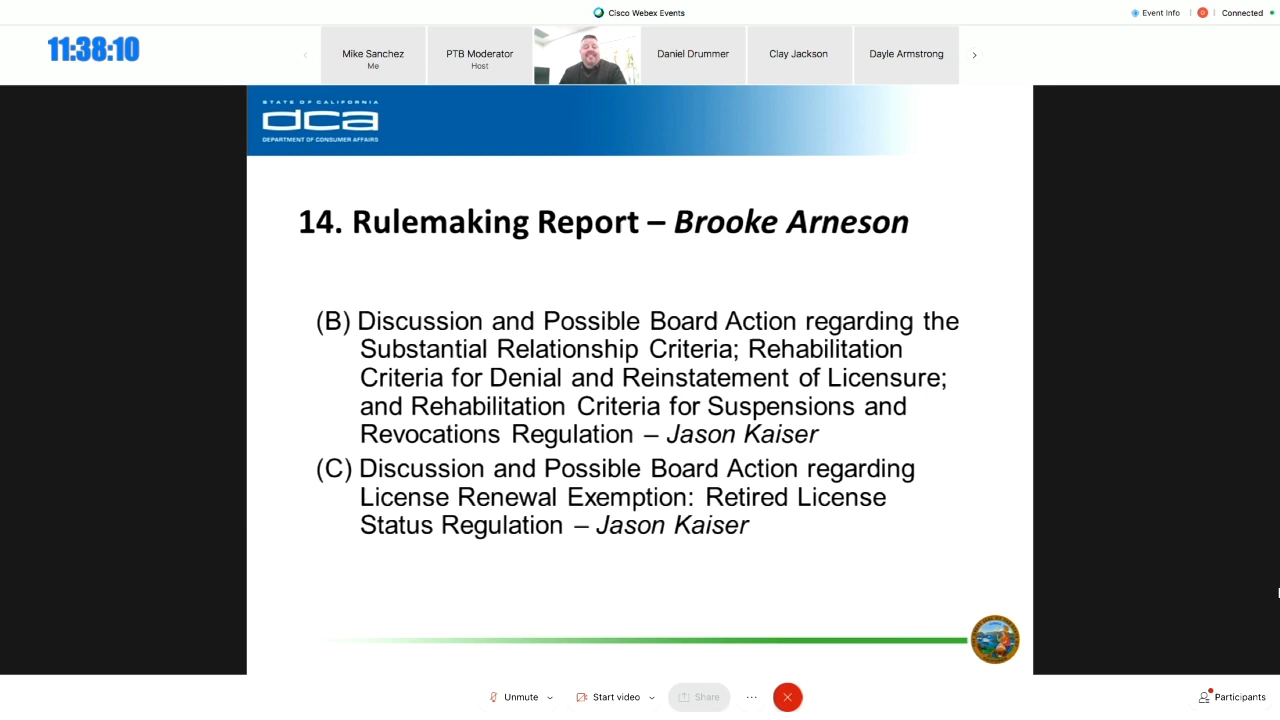 Cisco Webex Events
Event Info
Connected
11:38:10
Mike Sanchez
Me
PTB Moderator
Host
Daniel Drummer
Clay Jackson
Dayle Armstrong
STATE OF CALIFORNIA
dca
DEPARTMENT OF CONSUMER AFFAIRS
14. Rulemaking Report – Brooke Arneson
(B) Discussion and Possible Board Action regarding the
Substantial Relationship Criteria; Rehabilitation
Criteria for Denial and Reinstatement of Licensure;
and Rehabilitation Criteria for Suspensions and
Revocations Regulation – Jason Kaiser
(C) Discussion and Possible Board Action regarding
License Renewal Exemption: Retired License
Status Regulation – Jason Kaiser
Unmute
Start video
Share
Participants